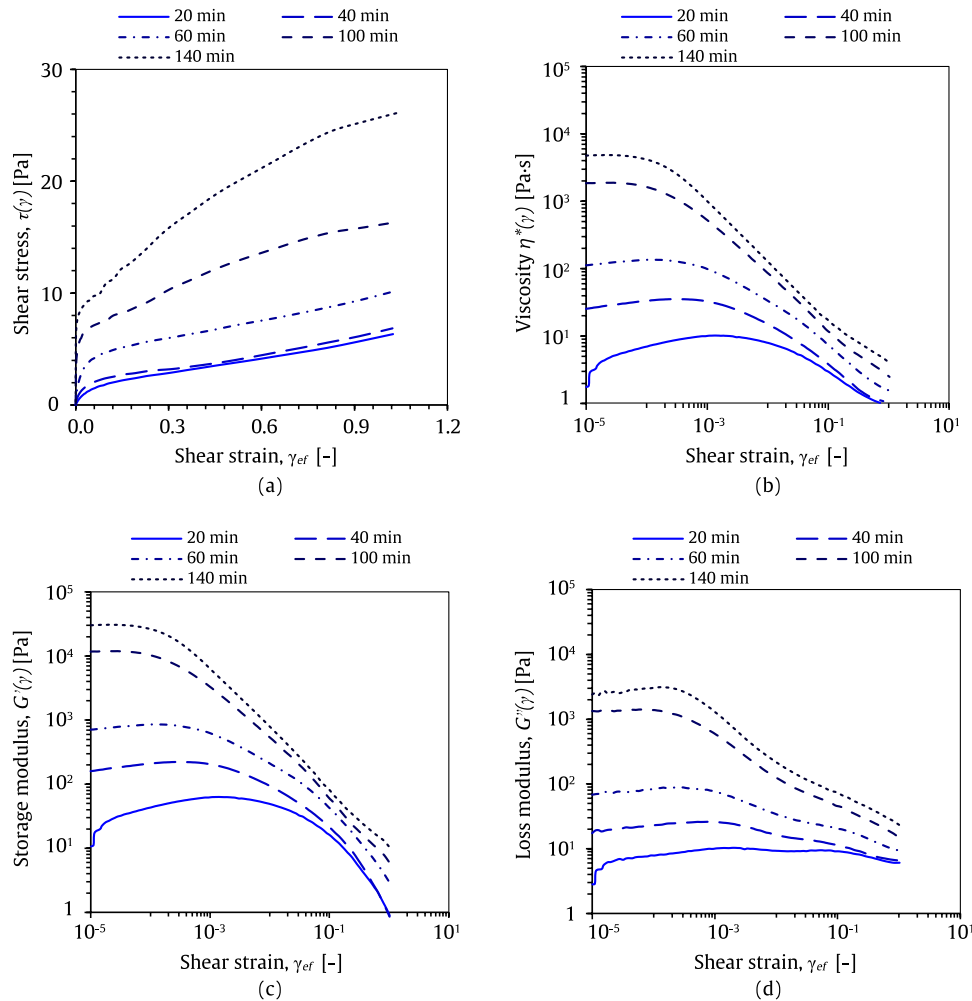 20 min 40 min
60 min 100 min
140 min
Shear stress, τ(γ) [Pa]
30
20
10
0
0.0 0.3 0.6 0.9 1.2
Shear strain, γef [-]
(a)
20 min 40 min
60 min 100 min
140 min
Viscosity η*(γ) [Pa·s]
10^5
10^4
10^3
10^2
10^1
1
10^-5 10^-3 10^-1 10^1
Shear strain, γef [-]
(b)
20 min 40 min
60 min 100 min
140 min
Storage modulus, G'(γ) [Pa]
10^5
10^4
10^3
10^2
10^1
1
10^-5 10^-3 10^-1 10^1
Shear strain, γef [-]
(c)
20 min 40 min
60 min 100 min
140 min
Loss modulus, G"(γ) [Pa]
10^5
10^4
10^3
10^2
10^1
1
10^-5 10^-3 10^-1 10^1
Shear strain, γef [-]
(d)